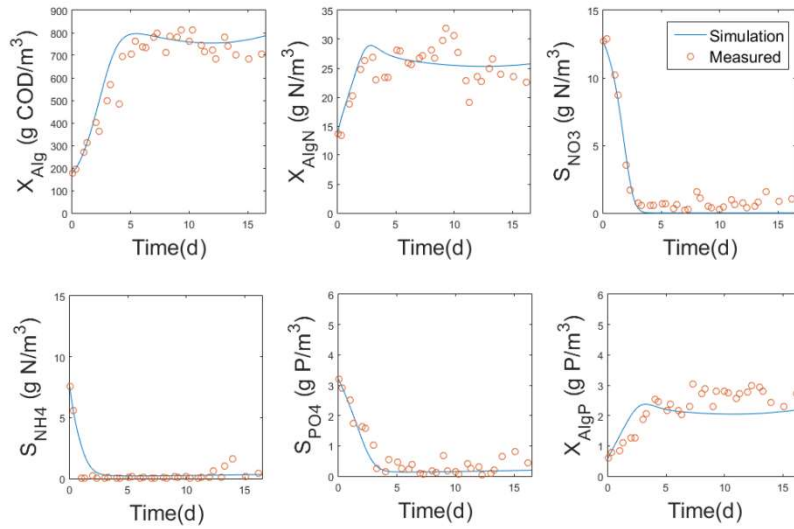 X_Alg (g COD/m^3)
900
800
700
600
500
400
300
200
100
0
0 5 10 15
Time(d)
X_AlgN (g N/m^3)
35
30
25
20
15
10
5
0
0 5 10 15
Time(d)
S_NO3 (g N/m^3)
15
10
5
0
0 5 10 15
Time(d)
Simulation
Measured
S_NH4 (g N/m^3)
15
10
5
0
0 5 10 15
Time(d)
S_PO4 (g P/m^3)
6
5
4
3
2
1
0
0 5 10 15
Time(d)
X_AlgP (g P/m^3)
6
5
4
3
2
1
0
0 5 10 15
Time(d)